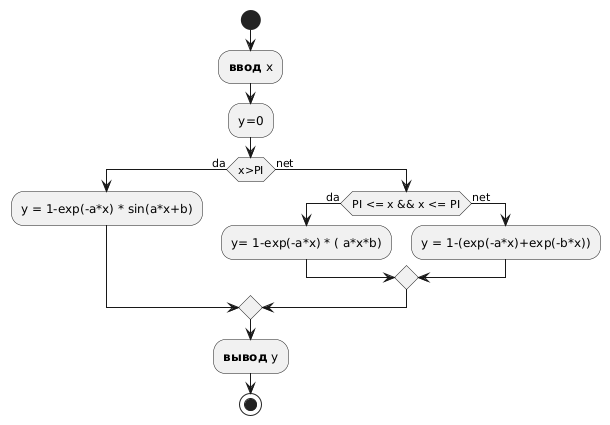 ввод x
y=0
da
x>PI
net
y = 1-exp(-a*x) * sin(a*x+b)
da
PI <= x && x <= PI
net
y= 1-exp(-a*x) * ( a*x*b)
y = 1-(exp(-a*x)+exp(-b*x))
вывод y